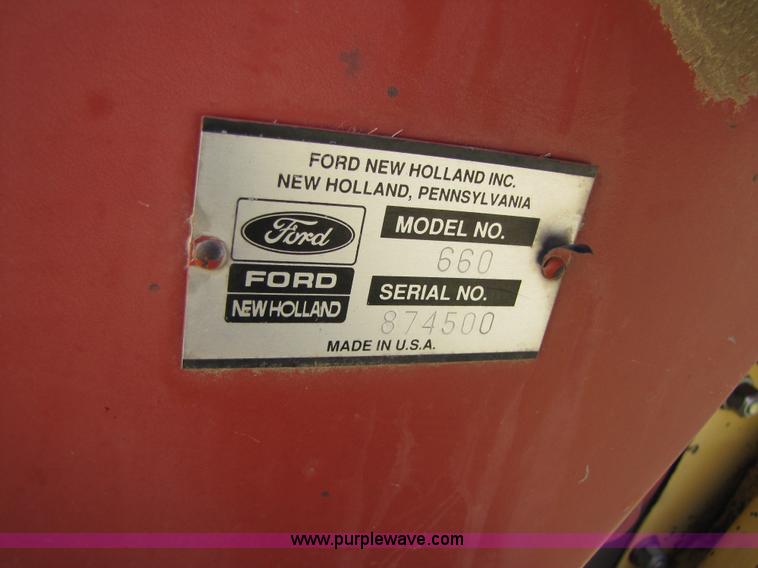 FORD NEW HOLLAND INC.
NEW HOLLAND, PENNSYLVANIA
Ford
FORD
NEW HOLLAND
MODEL NO.
660
SERIAL NO.
874500
MADE IN U.S.A.
www.purplewave.com